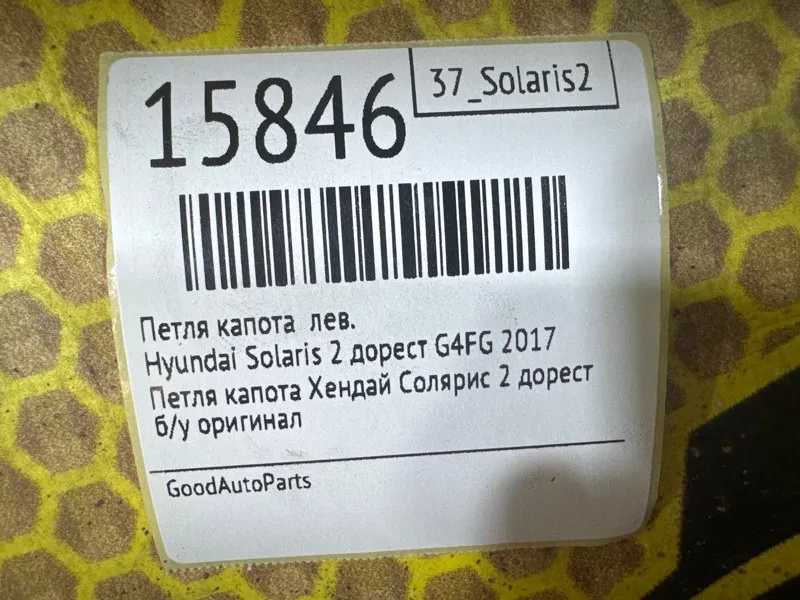 15846
37_Solaris2
Петля капота лев.
Hyundai Solaris 2 дорест G4FG 2017
Петля капота Хендай Солярис 2 дорест
б/у оригинал
GoodAutoParts